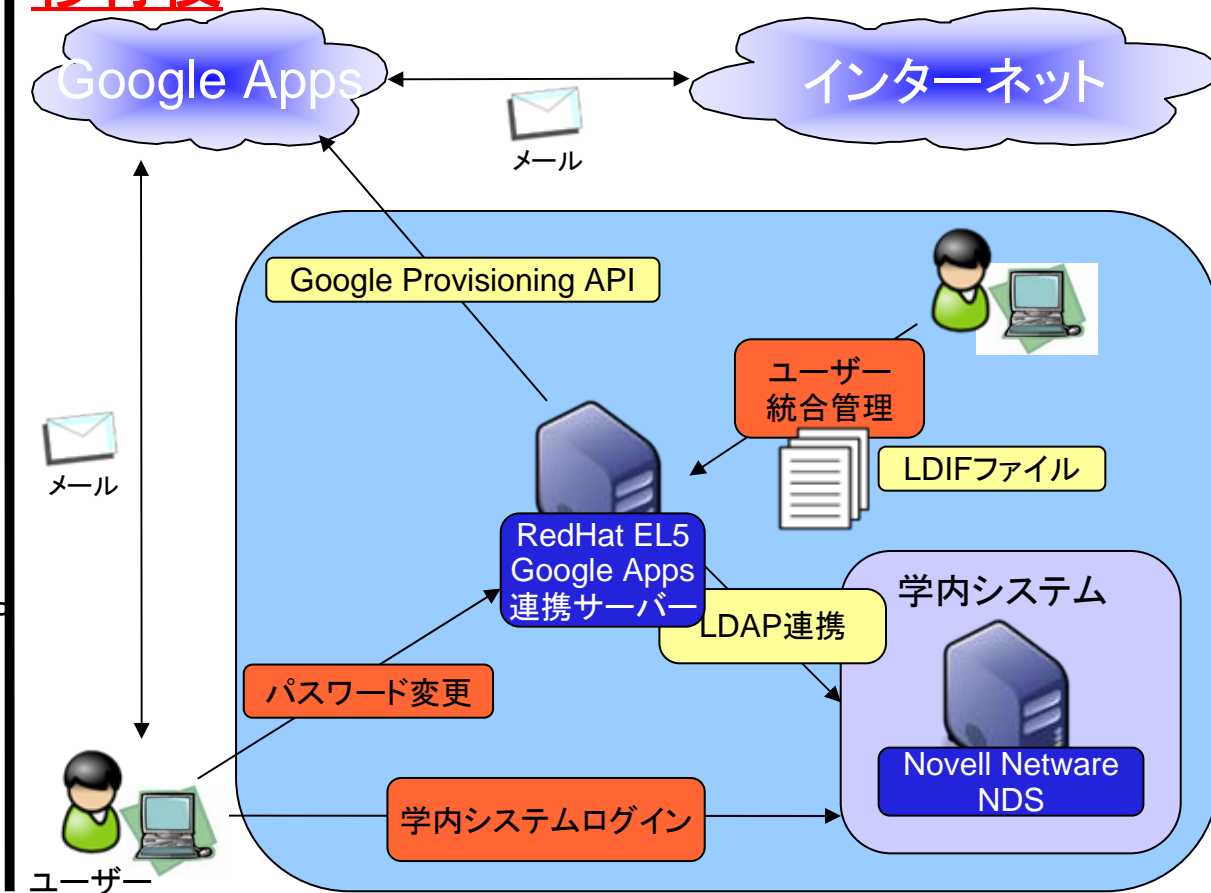 移行後
Google Apps
インターネット
メール
Google Provisioning API
ユーザー
統合管理
LDIFファイル
メール
RedHat EL5
Google Apps
連携サーバー
LDAP連携
学内システム
パスワード変更
Novell Netware
NDS
学内システムログイン
ユーザー